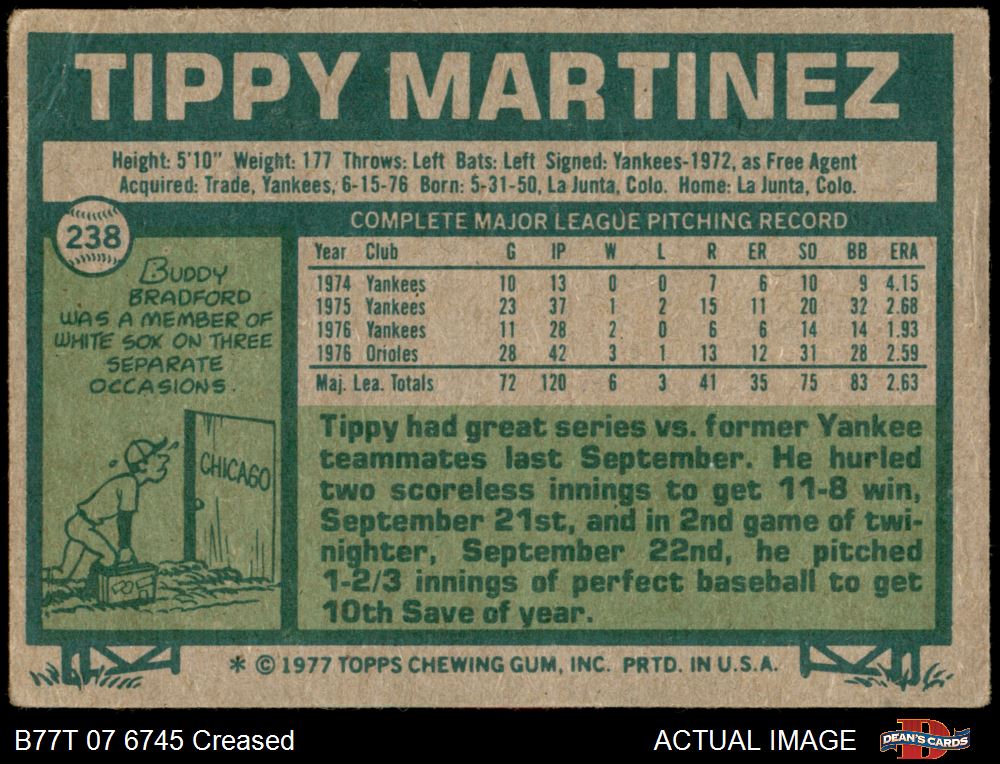 TIPPY MARTINEZ
Height: 5'10" Weight: 177 Throws: Left Bats: Left Signed: Yankees-1972, as Free Agent
Acquired: Trade, Yankees, 6-15-76 Born: 5-31-50, La Junta, Colo. Home: La Junta, Colo.
238
BUDDY
BRADFORD
WAS A MEMBER OF
WHITE SOX ON THREE
SEPARATE
OCCASIONS.
CHICAGO
COMPLETE MAJOR LEAGUE PITCHING RECORD
Year Club G IP W L R ER SO BB ERA
1974 Yankees 10 13 0 0 7 6 10 9 4.15
1975 Yankees 23 37 1 2 15 11 20 32 2.68
1976 Yankees 11 28 2 0 6 6 14 14 1.93
1976 Orioles 28 42 3 1 13 12 31 28 2.59
Maj. Lea. Totals 72 120 6 3 41 35 75 83 2.63
Tippy had great series vs. former Yankee
teammates last September. He hurled
two scoreless innings to get 11-8 win,
September 21st, and in 2nd game of twi-
nighter, September 22nd, he pitched
1-2/3 innings of perfect baseball to get
10th Save of year.
* © 1977 TOPPS CHEWING GUM, INC. PRTD. IN U.S.A.
B77T 07 6745 Creased
ACTUAL IMAGE
D
DEAN'S CARDS